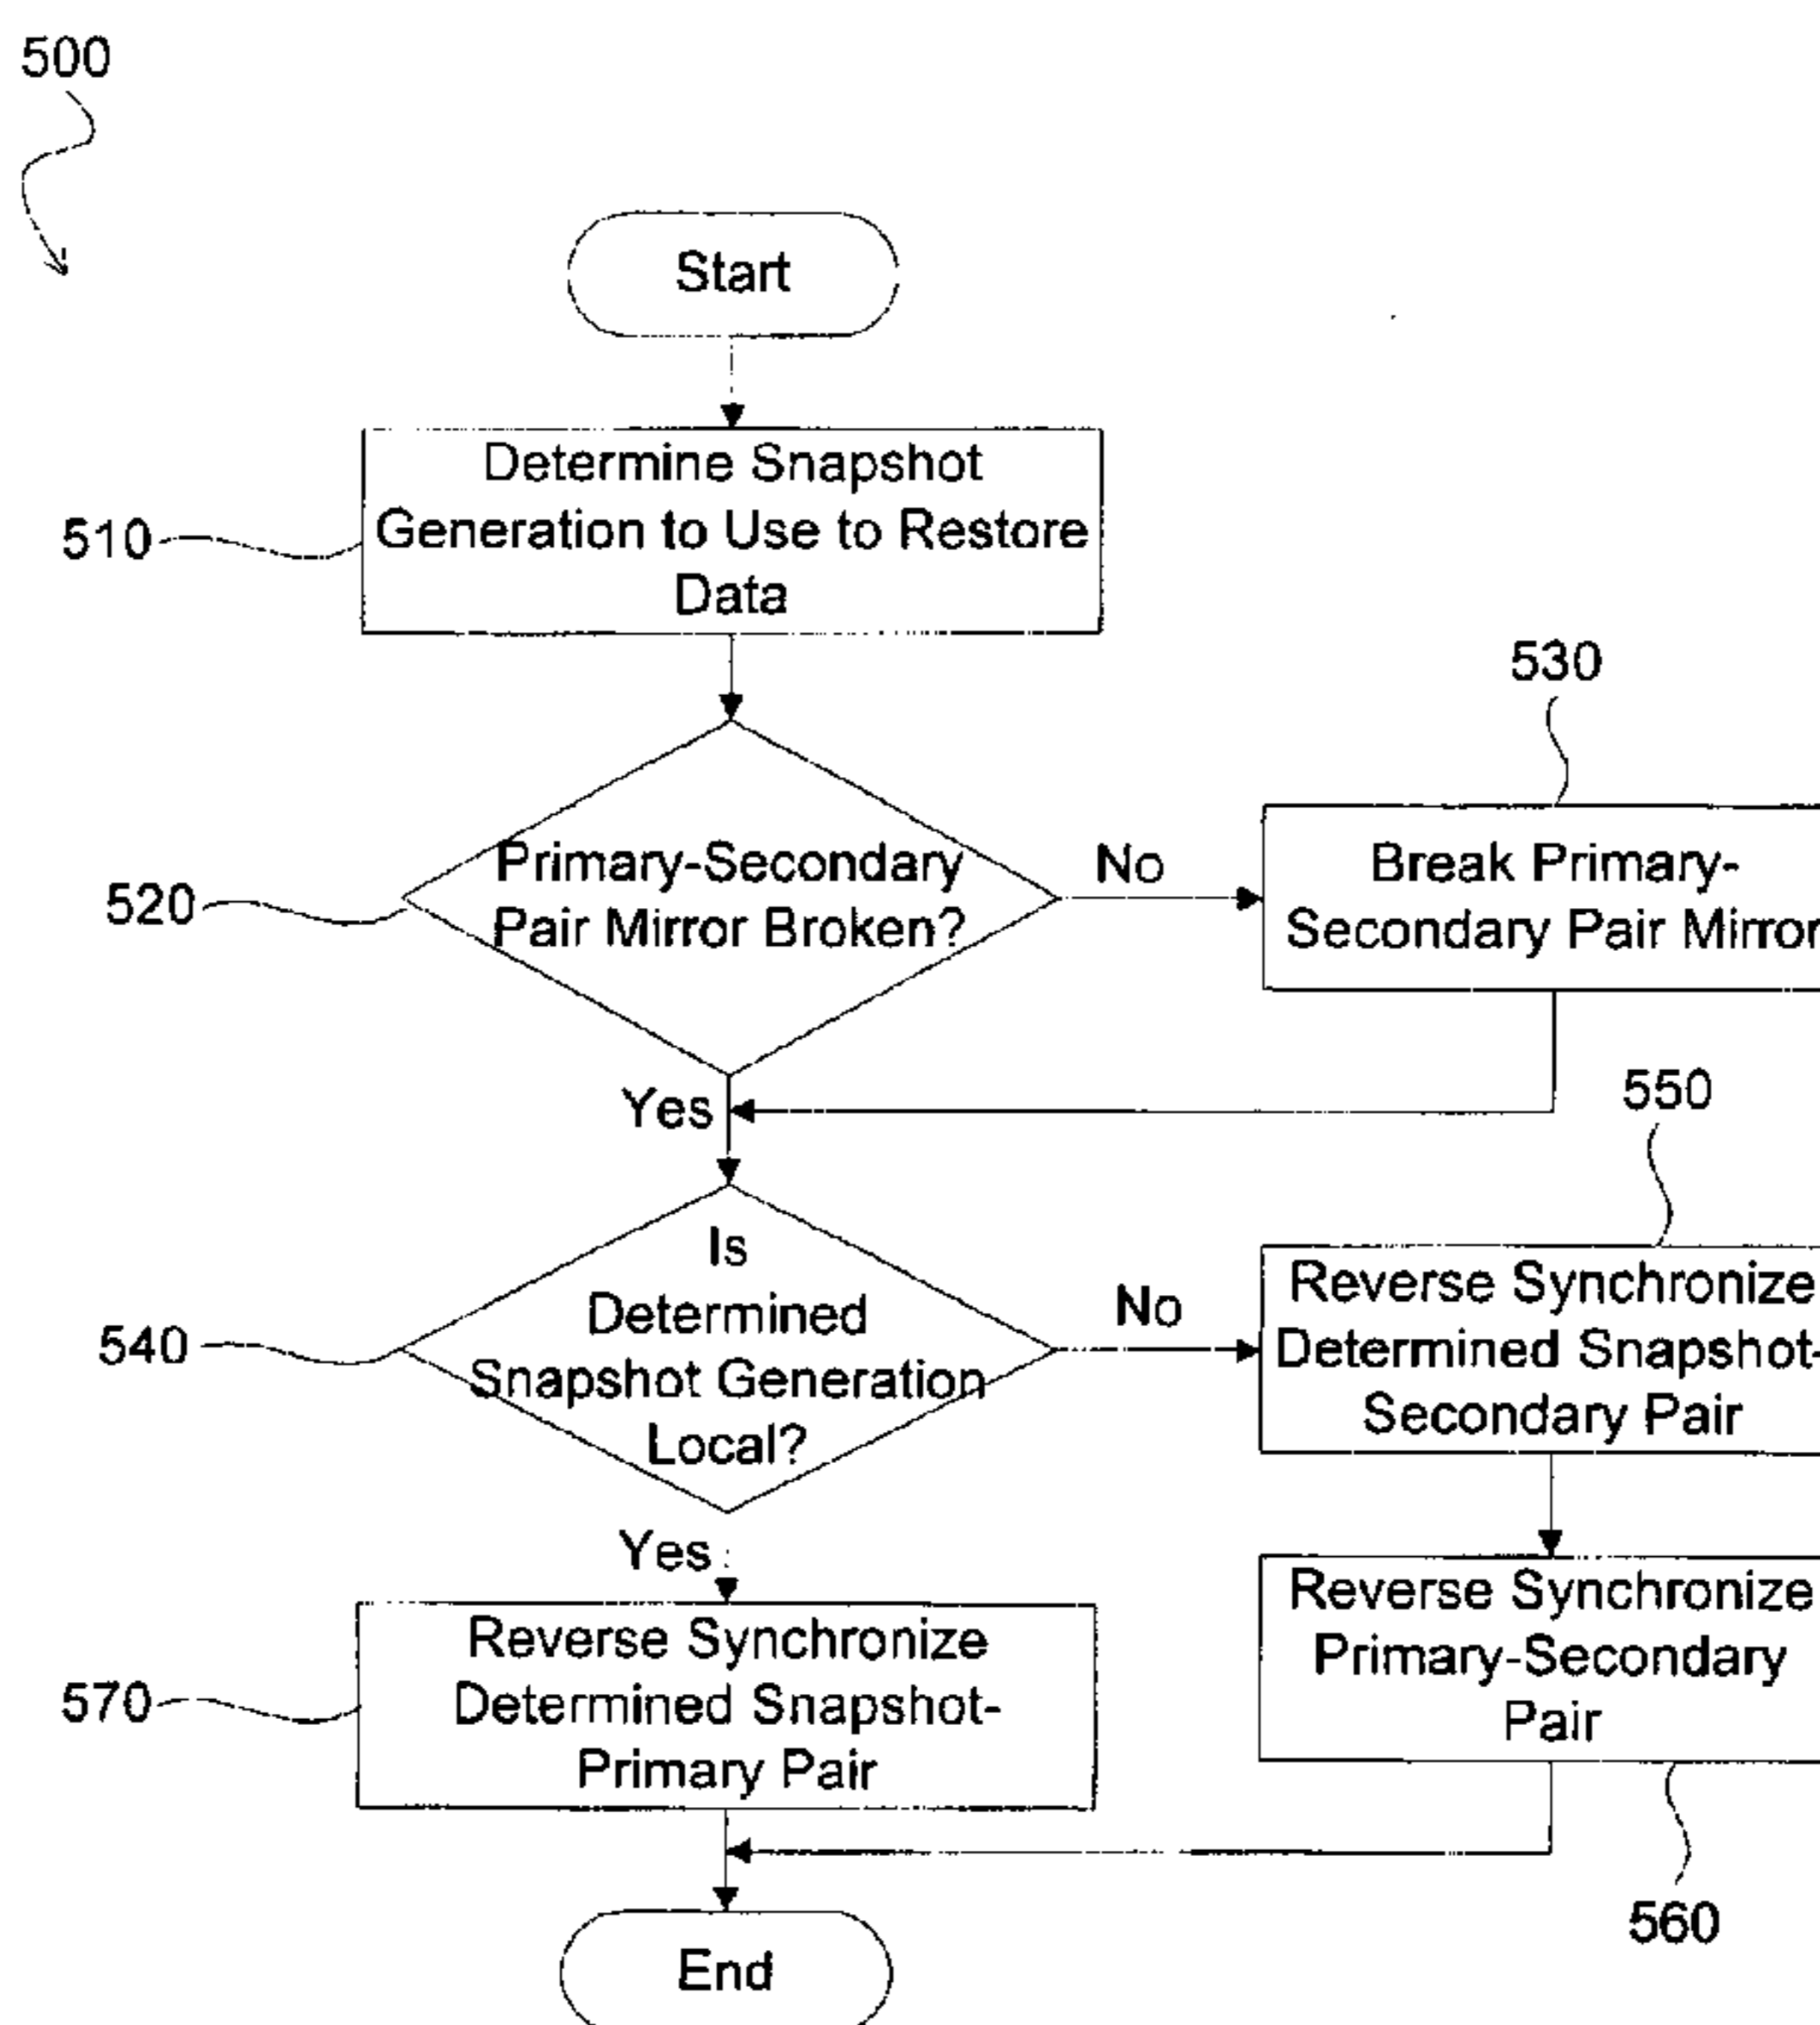 500
Start
Determine Snapshot
Generation to Use to Restore
Data
510
530
Primary-Secondary
Pair Mirror Broken?
520
No
Break Primary-
Secondary Pair Mirror
Yes
550
Is
Determined
Snapshot Generation
Local?
540
No
Reverse Synchronize
Determined Snapshot-
Secondary Pair
Yes
Reverse Synchronize
Primary-Secondary
Pair
Reverse Synchronize
Determined Snapshot-
Primary Pair
570
560
End